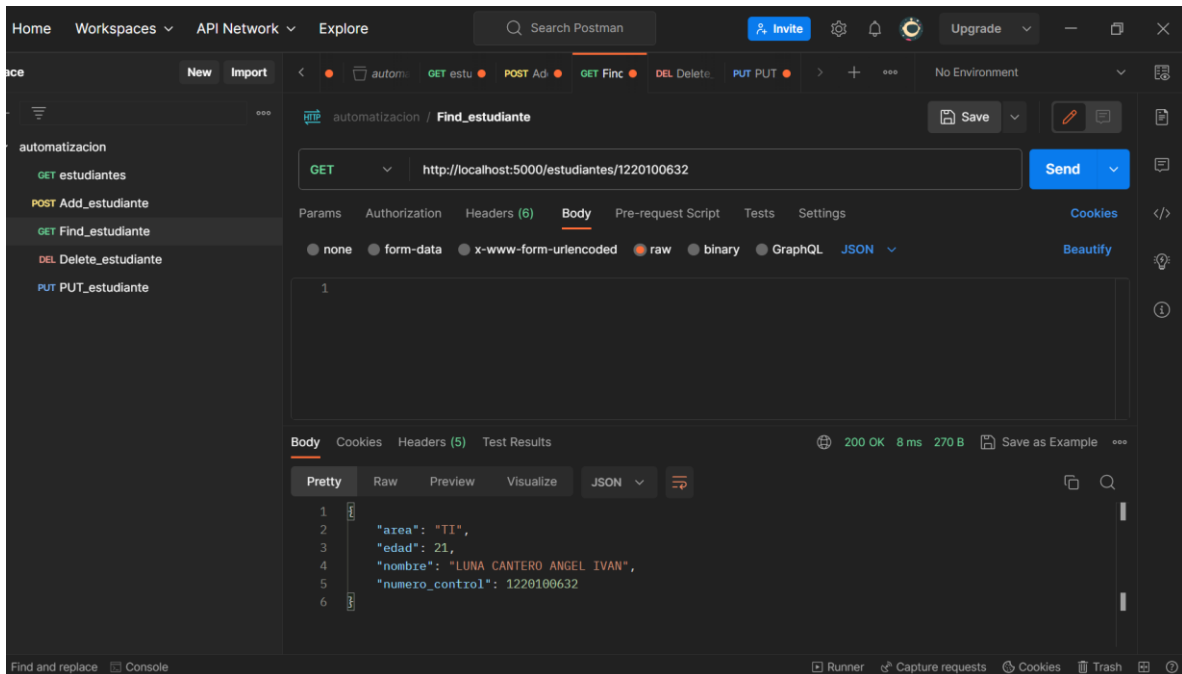 Home Workspaces API Network Explore Search Postman Invite Upgrade
ace New Import automa GET estu POST Ad GET Finc DEL Delete_ PUT PUT No Environment
HTTP automatizacion / Find_estudiante Save
automatizacion
GET estudiantes
POST Add_estudiante
GET Find_estudiante
DEL Delete_estudiante
PUT PUT_estudiante
GET http://localhost:5000/estudiantes/1220100632 Send
Params Authorization Headers (6) Body Pre-request Script Tests Settings Cookies
none form-data x-www-form-urlencoded raw binary GraphQL JSON Beautify
1
Body Cookies Headers (5) Test Results 200 OK 8 ms 270 B Save as Example
Pretty Raw Preview Visualize JSON
1 {
2 "area": "TI",
3 "edad": 21,
4 "nombre": "LUNA CANTERO ANGEL IVAN",
5 "numero_control": 1220100632
6 }
Find and replace Console Runner Capture requests Cookies Trash